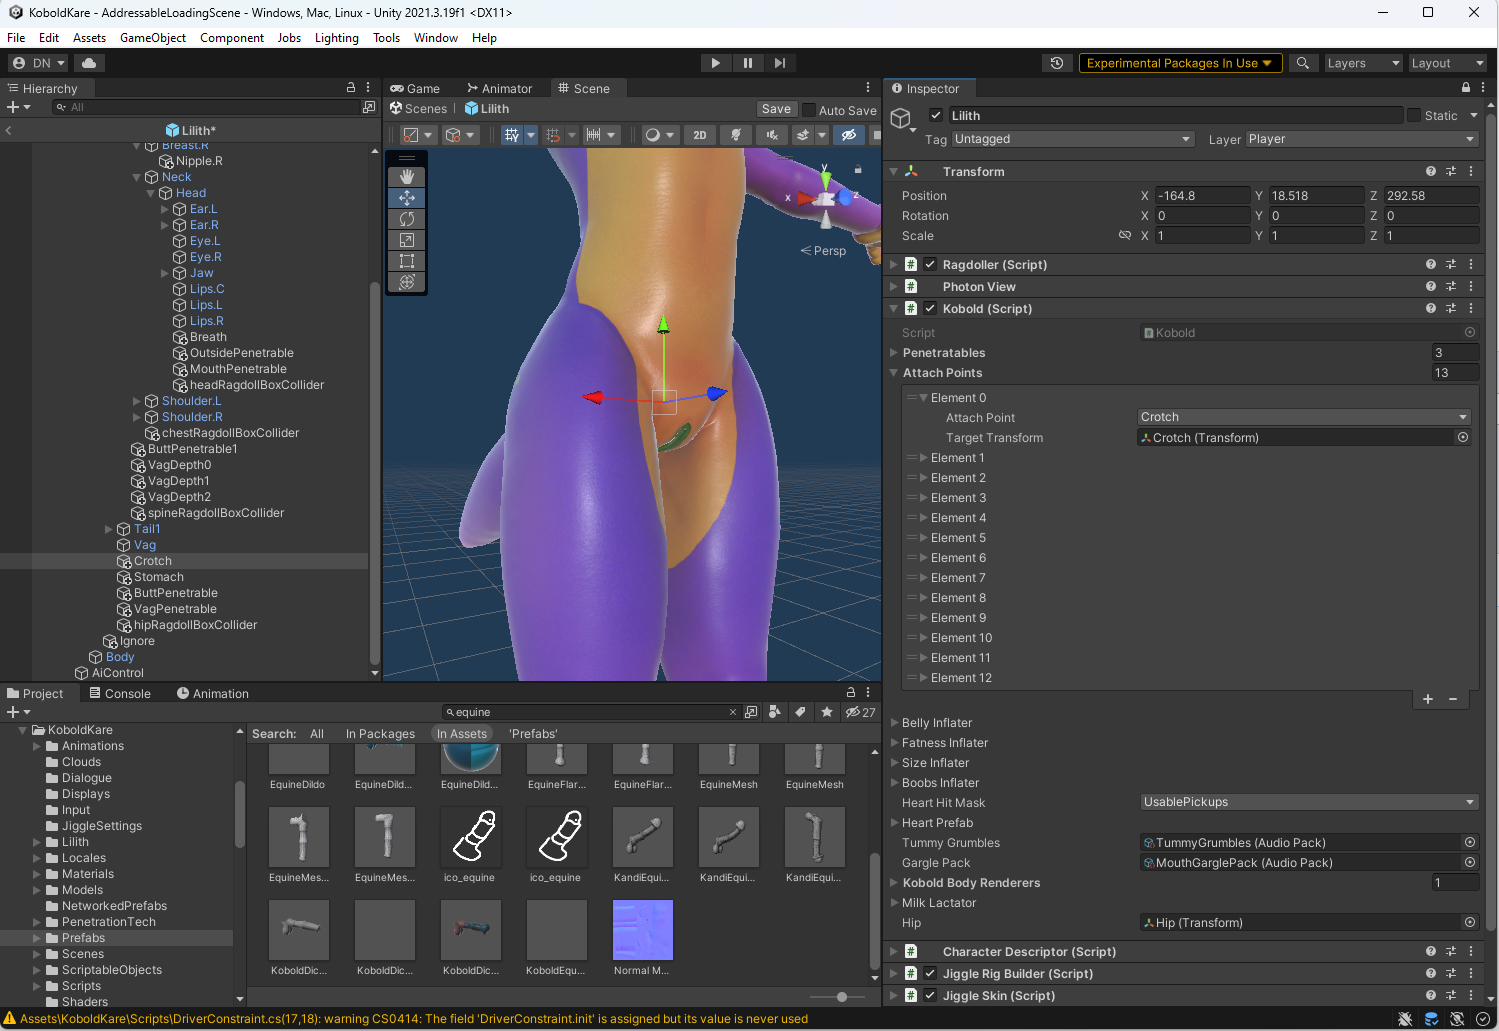 KoboldKare - AddressableLoadingScene - Windows, Mac, Linux - Unity 2021.3.19f1 <DX11>
File Edit Assets GameObject Component Jobs Lighting Tools Window Help
DN
Experimental Packages In Use
Layers
Layout
Hierarchy
All
Lilith*
Breast.R
Nipple.R
Neck
Head
Ear.L
Ear.R
Eye.L
Eye.R
Jaw
Lips.C
Lips.L
Lips.R
Breath
OutsidePenetrable
MouthPenetrable
headRagdollBoxCollider
Shoulder.L
Shoulder.R
chestRagdollBoxCollider
ButtPenetrable1
VagDepth0
VagDepth1
VagDepth2
spineRagdollBoxCollider
Tail1
Vag
Crotch
Stomach
ButtPenetrable
VagPenetrable
hipRagdollBoxCollider
Ignore
Body
AiControl
Game Animator Scene
Scenes Lilith
Save Auto Save
2D
y
x
z
Persp
Inspector
Lilith
Static
Tag Untagged Layer Player
Transform
Position X -164.8 Y 18.518 Z 292.58
Rotation X 0 Y 0 Z 0
Scale X 1 Y 1 Z 1
Ragdoller (Script)
Photon View
Kobold (Script)
Script Kobold
Penetratables 3
Attach Points 13
Element 0
Attach Point Crotch
Target Transform Crotch (Transform)
Element 1
Element 2
Element 3
Element 4
Element 5
Element 6
Element 7
Element 8
Element 9
Element 10
Element 11
Element 12
Belly Inflater
Fatness Inflater
Size Inflater
Boobs Inflater
Heart Hit Mask UsablePickups
Heart Prefab
Tummy Grumbles TummyGrumbles (Audio Pack)
Gargle Pack MouthGarglePack (Audio Pack)
Kobold Body Renderers 1
Milk Lactator
Hip Hip (Transform)
Character Descriptor (Script)
Jiggle Rig Builder (Script)
Jiggle Skin (Script)
Project Console Animation
equine
27
KoboldKare
Animations
Clouds
Dialogue
Displays
Input
JiggleSettings
Lilith
Locales
Materials
Models
NetworkedPrefabs
PenetrationTech
Prefabs
Scenes
ScriptableObjects
Scripts
Shaders
Search: All In Packages In Assets 'Prefabs'
EquineDildo EquineDild... EquineDild... EquineFlar... EquineFlar... EquineMesh EquineMesh
EquineMes... EquineMes... ico_equine ico_equine KandiEqui... KandiEqui... KandiEqui...
KoboldDic... KoboldDic... KoboldDic... KoboldEqu... Normal M...
Assets\KoboldKare\Scripts\DriverConstraint.cs(17,18): warning CS0414: The field 'DriverConstraint.init' is assigned but its value is never used